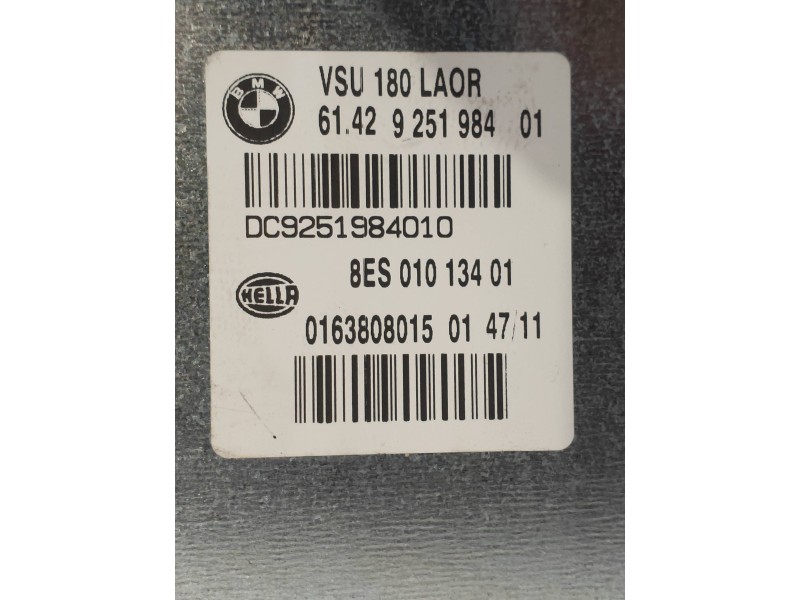 BMW
VSU 180 LAOR
61.42 9 251 984 01
DC9251984010
8ES 010 134 01
HELLA
0163808015 01 47/11